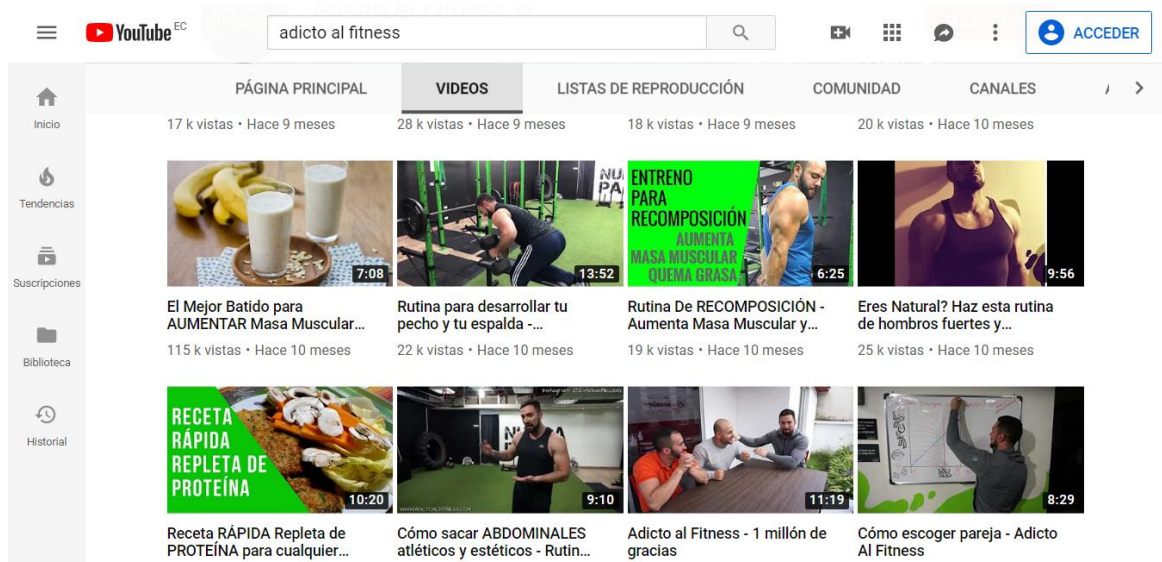 YouTube EC
adicto al fitness
ACCEDER
PÁGINA PRINCIPAL VIDEOS LISTAS DE REPRODUCCIÓN COMUNIDAD CANALES
Inicio
Tendencias
Suscripciones
Biblioteca
Historial
17 k vistas • Hace 9 meses
28 k vistas • Hace 9 meses
18 k vistas • Hace 9 meses
20 k vistas • Hace 10 meses
7:08
El Mejor Batido para
AUMENTAR Masa Muscular...
115 k vistas • Hace 10 meses
13:52
Rutina para desarrollar tu
pecho y tu espalda -...
22 k vistas • Hace 10 meses
ENTRENO
PARA
RECOMPOSICIÓN
AUMENTA
MASA MUSCULAR
QUEMA GRASA
6:25
Rutina De RECOMPOSICIÓN -
Aumenta Masa Muscular y...
19 k vistas • Hace 10 meses
9:56
Eres Natural? Haz esta rutina
de hombros fuertes y...
25 k vistas • Hace 10 meses
RECETA
RÁPIDA
REPLETA DE
PROTEÍNA
10:20
Receta RÁPIDA Repleta de
PROTEÍNA para cualquier...
9:10
Cómo sacar ABDOMINALES
atléticos y estéticos - Rutin...
11:19
Adicto al Fitness - 1 millón de
gracias
8:29
Cómo escoger pareja - Adicto
Al Fitness